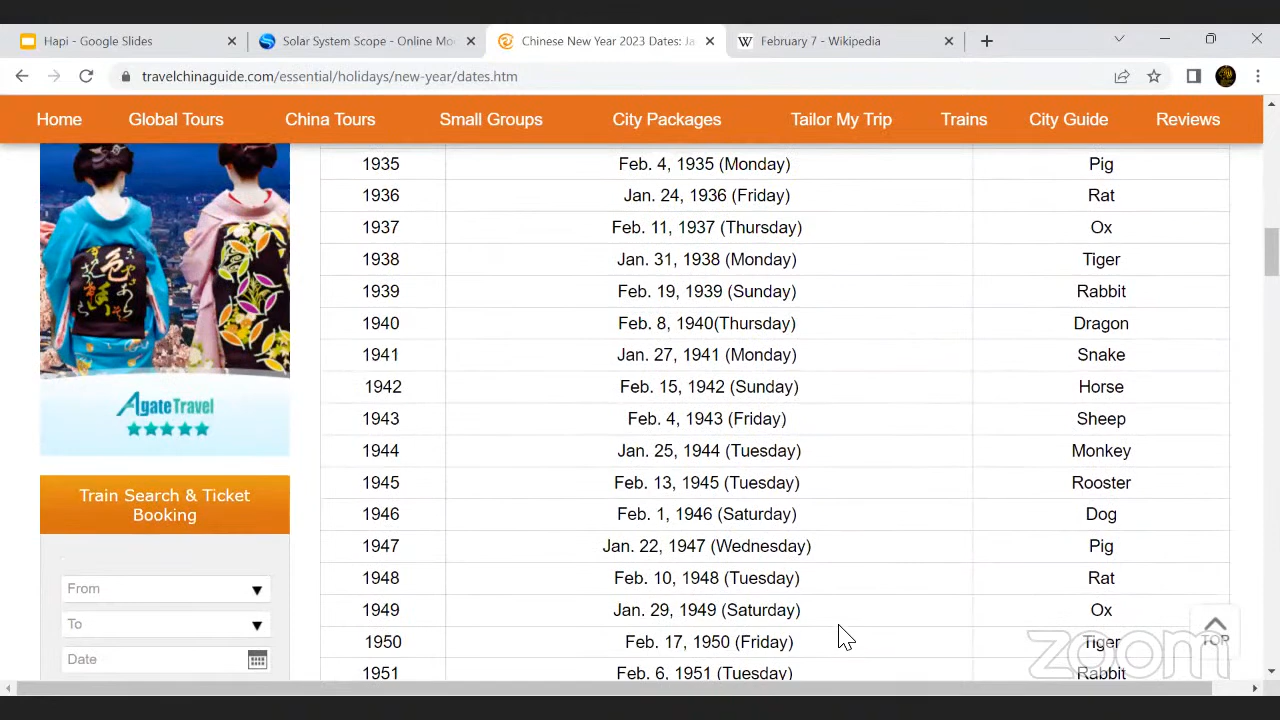 Hapi - Google Slides
Solar System Scope - Online Mo
Chinese New Year 2023 Dates: Ja
February 7 - Wikipedia
travelchinaguide.com/essential/holidays/new-year/dates.htm
Home Global Tours China Tours Small Groups City Packages Tailor My Trip Trains City Guide Reviews
1935 Feb. 4, 1935 (Monday) Pig
1936 Jan. 24, 1936 (Friday) Rat
1937 Feb. 11, 1937 (Thursday) Ox
1938 Jan. 31, 1938 (Monday) Tiger
1939 Feb. 19, 1939 (Sunday) Rabbit
1940 Feb. 8, 1940(Thursday) Dragon
1941 Jan. 27, 1941 (Monday) Snake
1942 Feb. 15, 1942 (Sunday) Horse
1943 Feb. 4, 1943 (Friday) Sheep
1944 Jan. 25, 1944 (Tuesday) Monkey
1945 Feb. 13, 1945 (Tuesday) Rooster
1946 Feb. 1, 1946 (Saturday) Dog
1947 Jan. 22, 1947 (Wednesday) Pig
1948 Feb. 10, 1948 (Tuesday) Rat
1949 Jan. 29, 1949 (Saturday) Ox
1950 Feb. 17, 1950 (Friday) Tiger
1951 Feb. 6, 1951 (Tuesday) Rabbit
AgateTravel
Train Search & Ticket
Booking
From
To
Date
TOP
zoom